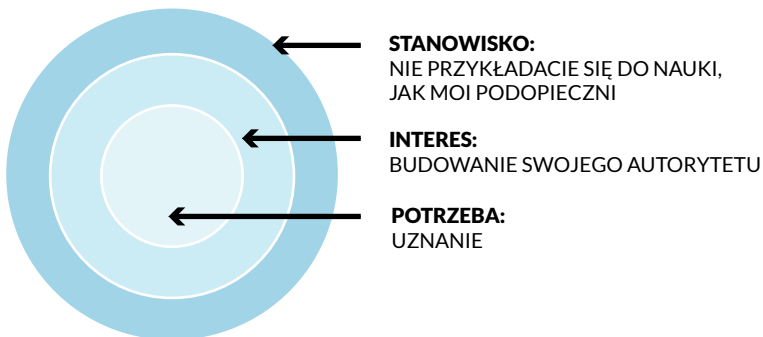 STANOWISKO:
NIE PRZYKŁADACIE SIĘ DO NAUKI,
JAK MOI PODOPIECZNI
INTERES:
BUDOWANIE SWOJEGO AUTORYTETU
POTRZEBA:
UZNANIE